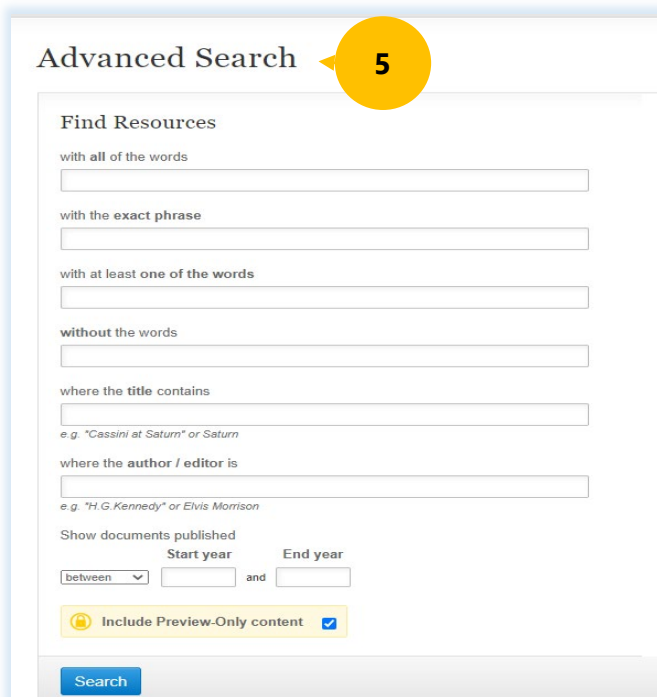 Advanced Search
5
Find Resources
with all of the words
with the exact phrase
with at least one of the words
without the words
where the title contains
e.g. "Cassini at Saturn" or Saturn
where the author / editor is
e.g. "H.G.Kennedy" or Elvis Morrison
Show documents published
Start year End year
between and
Include Preview-Only content
Search